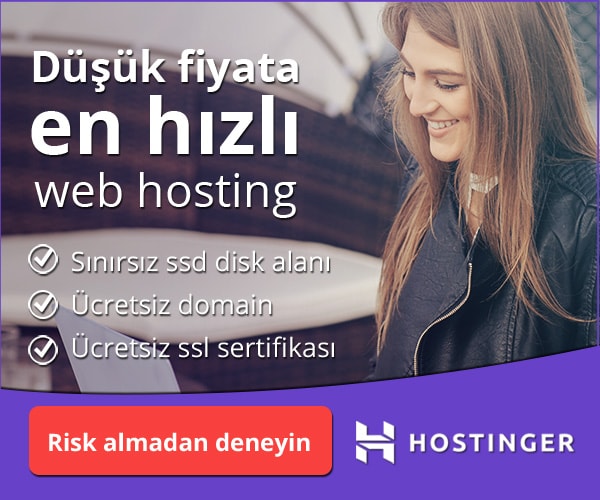 Düşük fiyata
en hızlı
web hosting
Sınırsız ssd disk alanı
Ücretsiz domain
Ücretsiz ssl sertifikası
Risk almadan deneyin
HOSTINGER